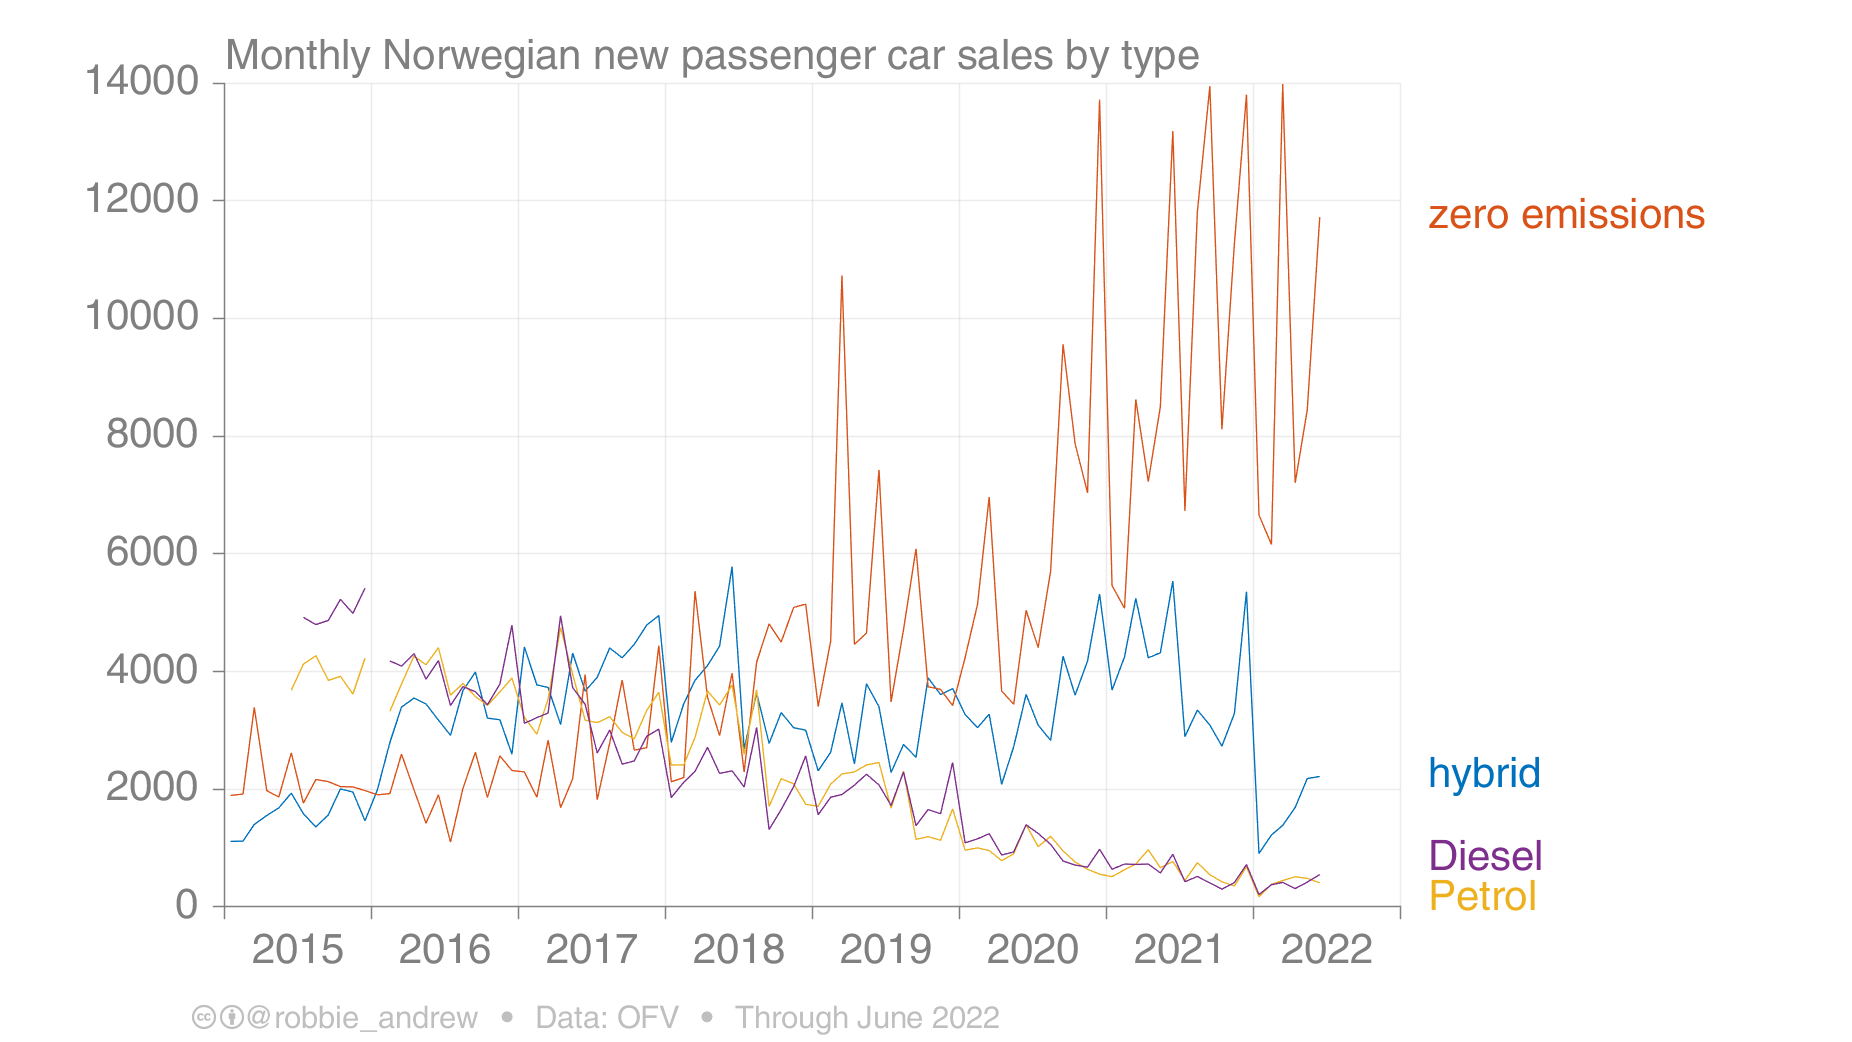 Monthly Norwegian new passenger car sales by type
14000
12000
10000
8000
6000
4000
2000
0
zero emissions
hybrid
Diesel
Petrol
2015 2016 2017 2018 2019 2020 2021 2022
cc @robbie_andrew • Data: OFV • Through June 2022